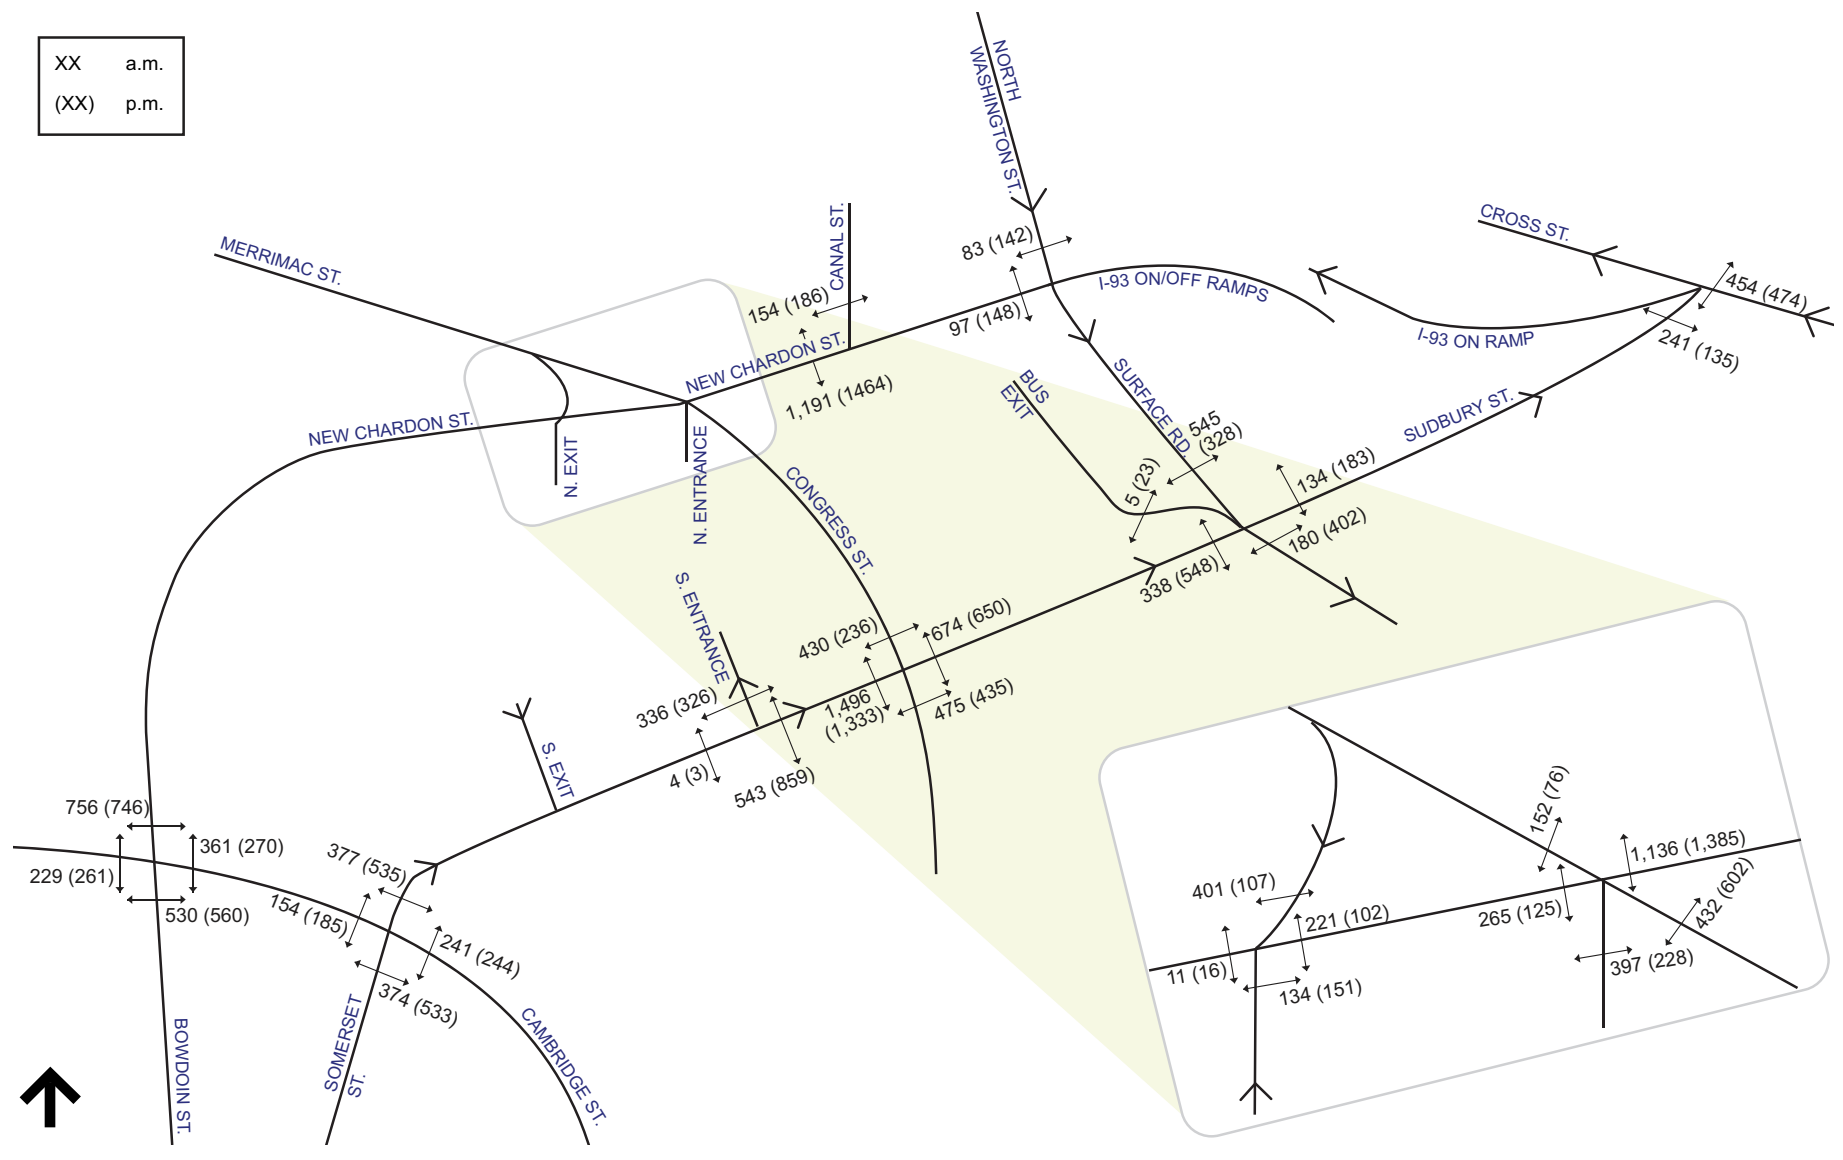 XX a.m.
(XX) p.m.
NORTH
WASHINGTON ST.
MERRIMAC ST.
CANAL ST.
83 (142)
CROSS ST.
454 (474)
I-93 ON/OFF RAMPS
154 (186)
97 (148)
I-93 ON RAMP
241 (135)
NEW CHARDON ST.
1,191 (1464)
SURFACE RD.
BUS
EXIT
NEW CHARDON ST.
N. EXIT
N. ENTRANCE
CONGRESS ST.
545
(328)
SUDBURY ST.
5 (23)
134 (183)
180 (402)
338 (548)
S. ENTRANCE
430 (236)
674 (650)
336 (326)
1,496
(1,333)
475 (435)
S. EXIT
4 (3)
543 (859)
756 (746)
361 (270)
229 (261)
530 (560)
377 (535)
154 (185)
241 (244)
374 (533)
BOWDOIN ST.
SOMERSET
ST.
CAMBRIDGE ST.
152 (76)
1,136 (1,385)
401 (107)
221 (102)
265 (125)
432 (602)
11 (16)
134 (151)
397 (228)